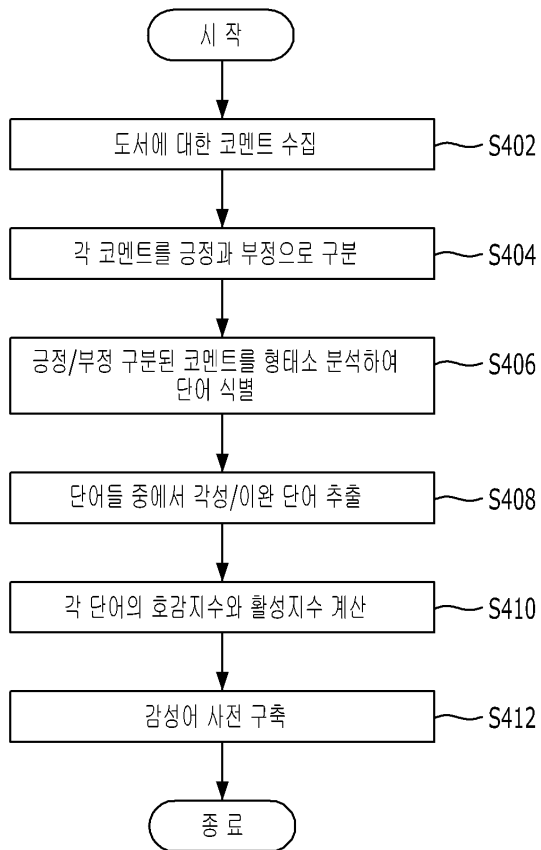 시 작
도서에 대한 코멘트 수집
S402
각 코멘트를 긍정과 부정으로 구분
S404
긍정/부정 구분된 코멘트를 형태소 분석하여
단어 식별
S406
단어들 중에서 각성/이완 단어 추출
S408
각 단어의 호감지수와 활성지수 계산
S410
감성어 사전 구축
S412
종 료